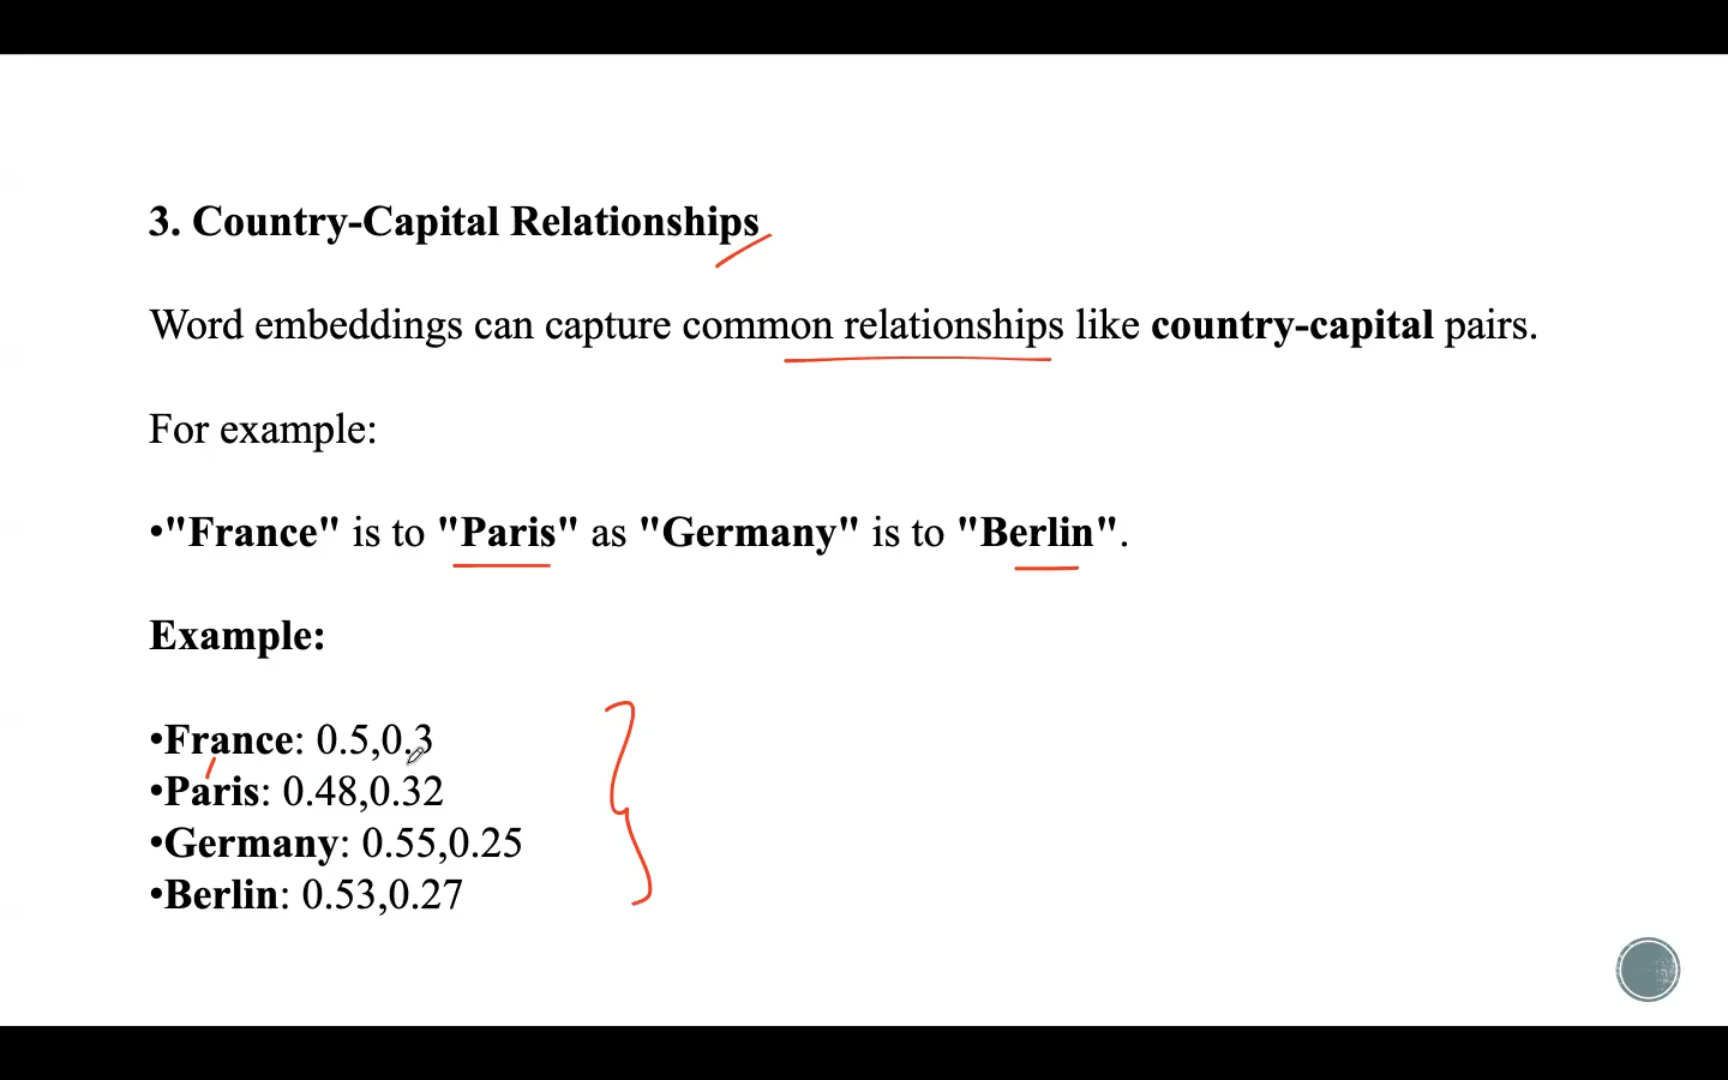 3. Country-Capital Relationships
Word embeddings can capture common relationships like country-capital pairs.
For example:
•"France" is to "Paris" as "Germany" is to "Berlin".
Example:
•France: 0.5,0.3
•Paris: 0.48,0.32
•Germany: 0.55,0.25
•Berlin: 0.53,0.27